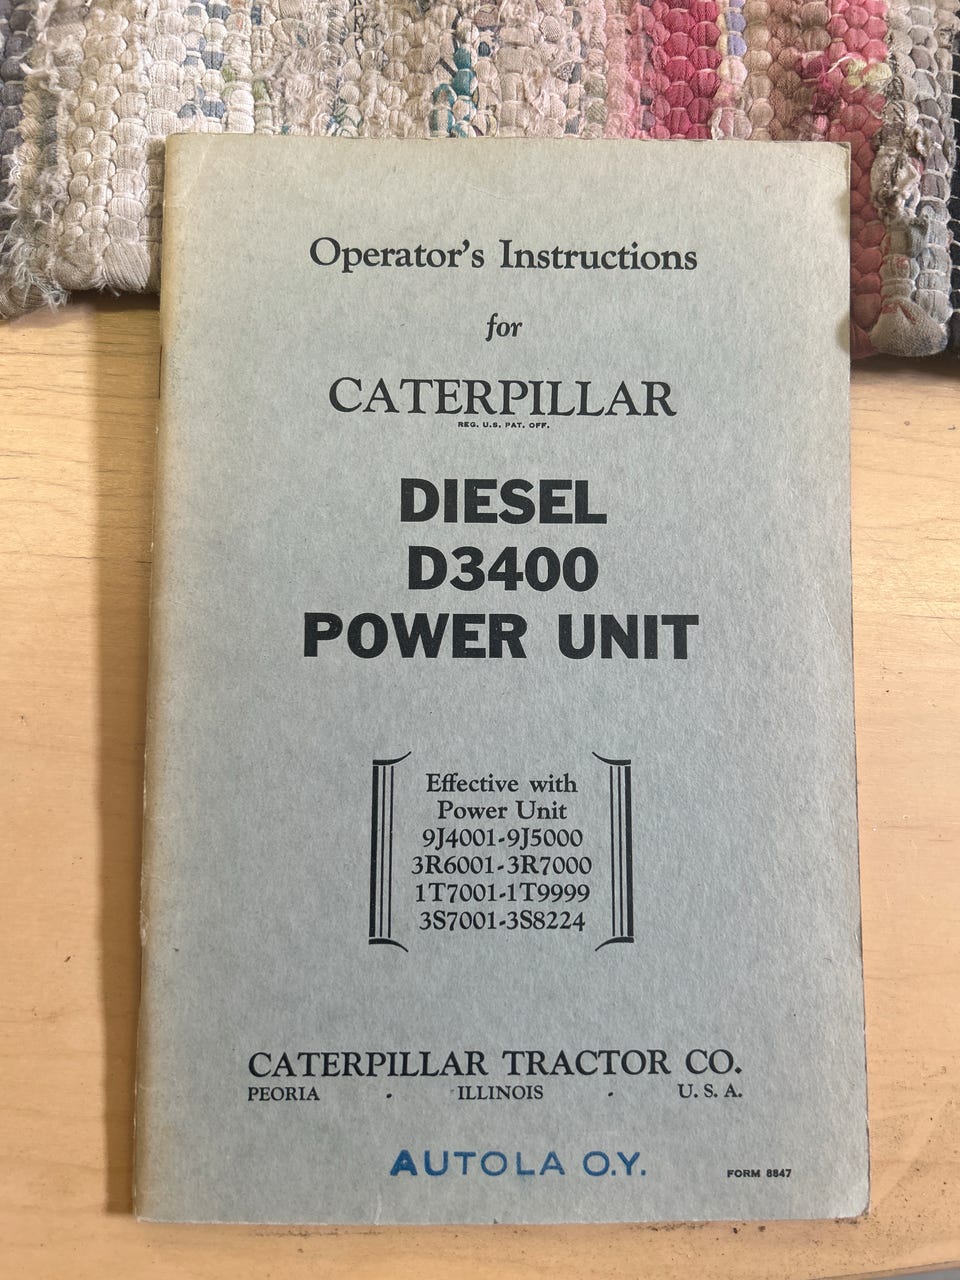 Operator's Instructions
for
CATERPILLAR
REG. U.S. PAT. OFF.
DIESEL
D3400
POWER UNIT
Effective with
Power Unit
9J4001-9J5000
3R6001-3R7000
1T7001-1T9999
3S7001-3S8224
CATERPILLAR TRACTOR CO.
PEORIA . ILLINOIS . U. S. A.
AUTOLA O.Y.
FORM 8847